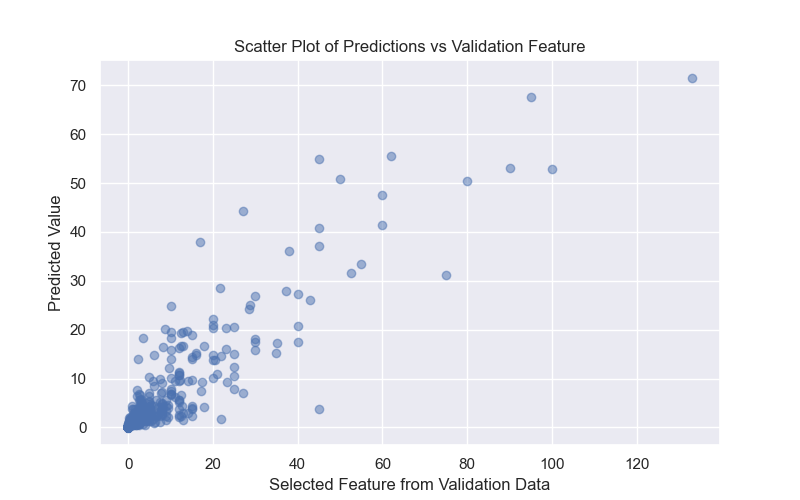 Scatter Plot of Predictions vs Validation Feature
70
60
50
40
30
20
10
0
Predicted Value
0 20 40 60 80 100 120
Selected Feature from Validation Data